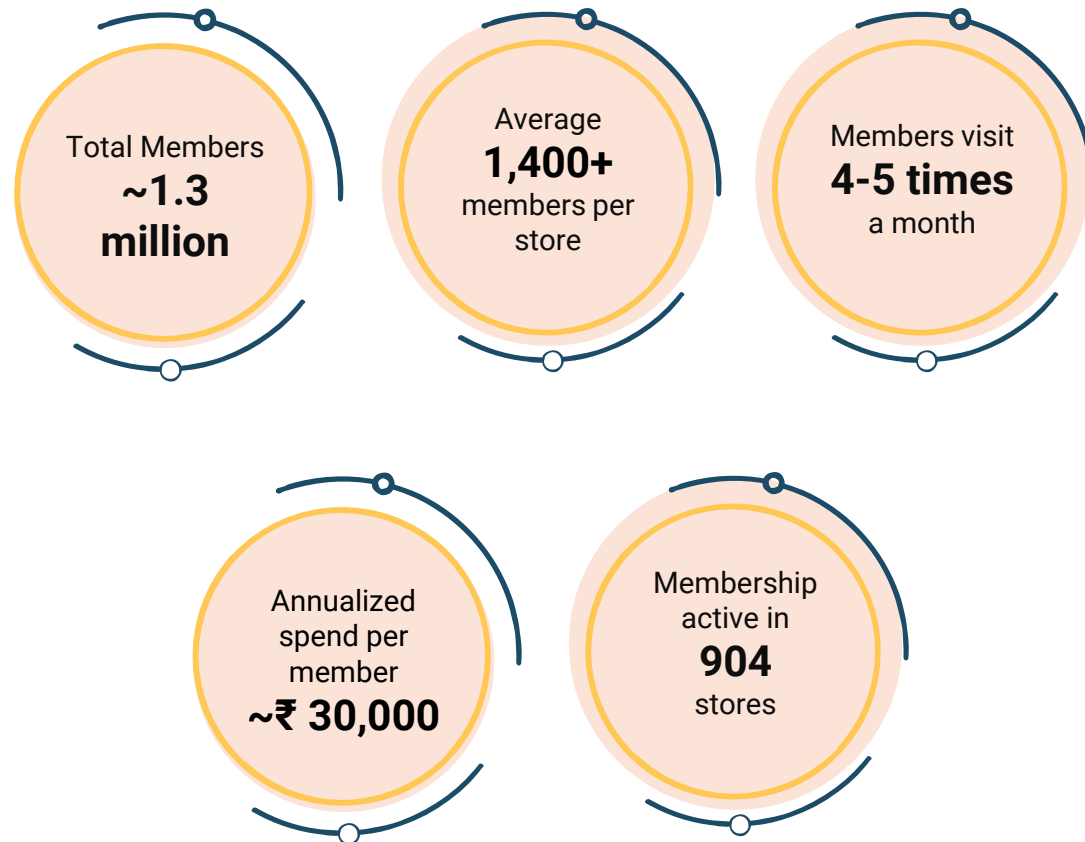 Total Members
~1.3
million
Average
1,400+
members per
store
Members visit
4-5 times
a month
Annualized
spend per
member
~₹ 30,000
Membership
active in
904
stores